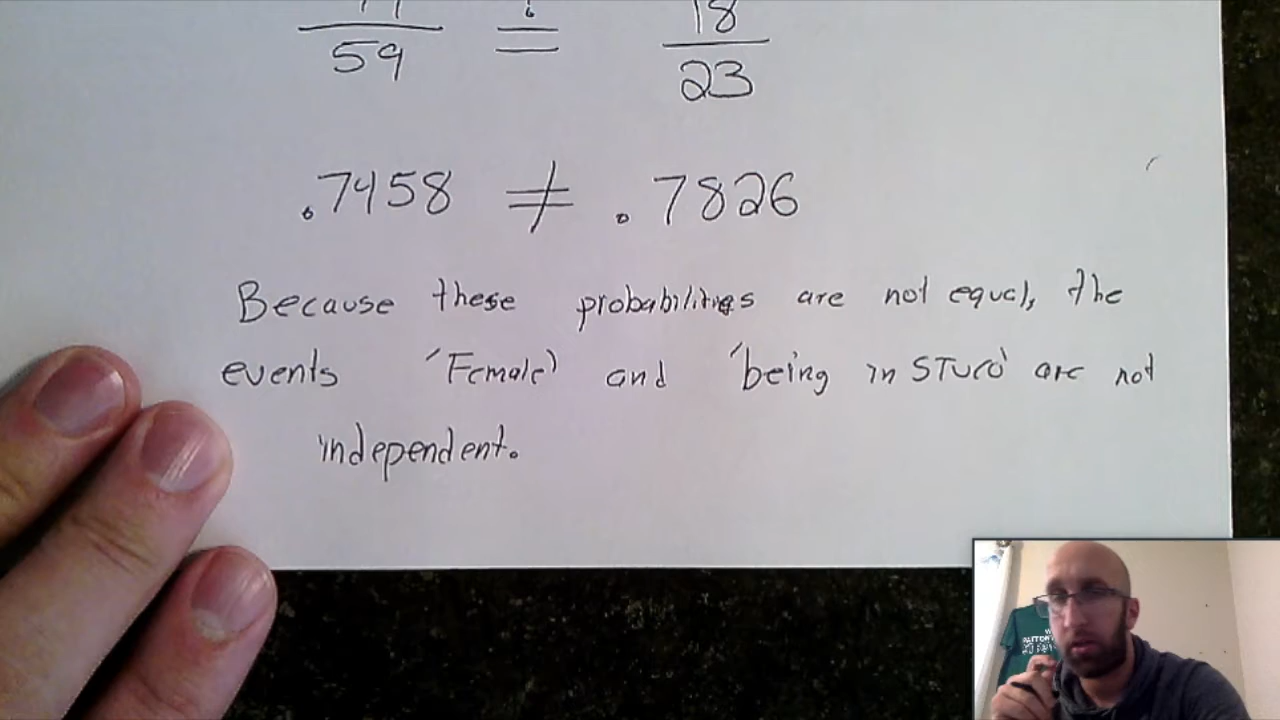 59 = 18
23
.7458 ≠ .7826
Because these probabilities are not equal, the
events 'Female' and 'being in STUCO' are not
independent.